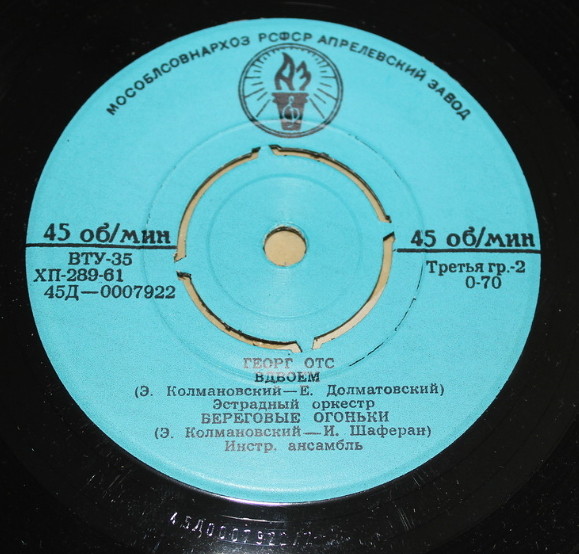 МОСОБЛСОВНАРХОЗ РСФСР АПРЕЛЕВСКИЙ ЗАВОД
АЗ
45 об/мин
ВТУ-35
ХП-289-61
45Д—0007922
45 об/мин
Третья гр.-2
0-70
ГЕОРГ ОТС
ВДВОЕМ
(Э. Колмановский—Е. Долматовский)
Эстрадный оркестр
БЕРЕГОВЫЕ ОГОНЬКИ
(Э. Колмановский—И. Шаферан)
Инстр. ансамбль